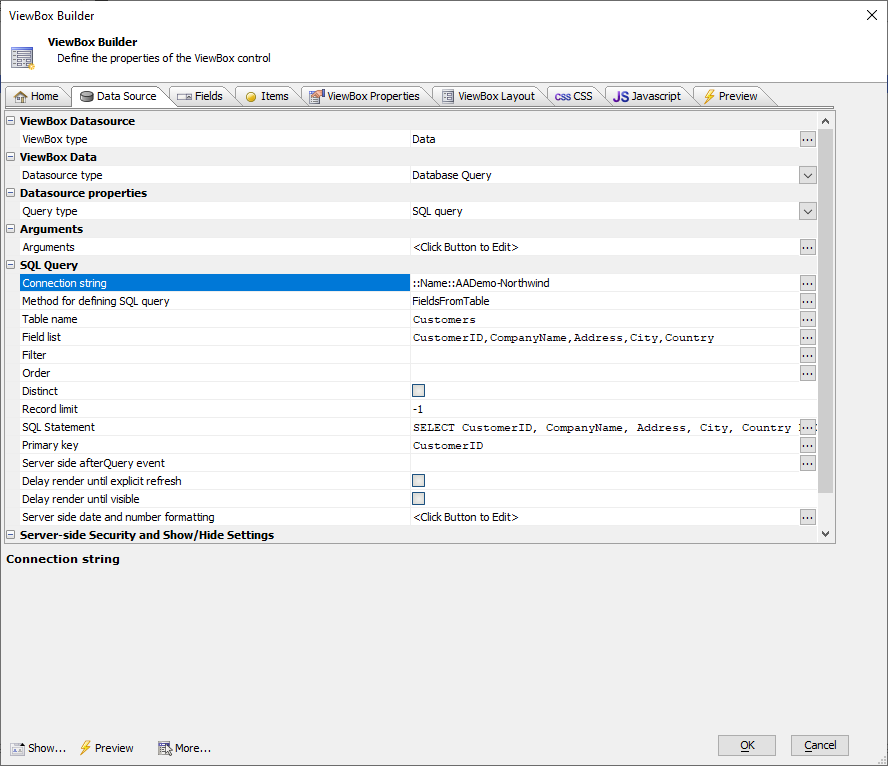 ViewBox Builder
ViewBox Builder
Define the properties of the ViewBox control
Home Data Source Fields Items ViewBox Properties ViewBox Layout CSS CSS JS Javascript Preview
ViewBox Datasource
ViewBox type Data ...
ViewBox Data
Datasource type Database Query
Datasource properties
Query type SQL query
Arguments
Arguments <Click Button to Edit> ...
SQL Query
Connection string ::Name::AADemo-Northwind ...
Method for defining SQL query FieldsFromTable ...
Table name Customers ...
Field list CustomerID,CompanyName,Address,City,Country ...
Filter ...
Order ...
Distinct
Record limit -1
SQL Statement SELECT CustomerID, CompanyName, Address, City, Country ...
Primary key CustomerID ...
Server side afterQuery event ...
Delay render until explicit refresh
Delay render until visible
Server side date and number formatting <Click Button to Edit> ...
Server-side Security and Show/Hide Settings
Connection string
Show... Preview More... OK Cancel